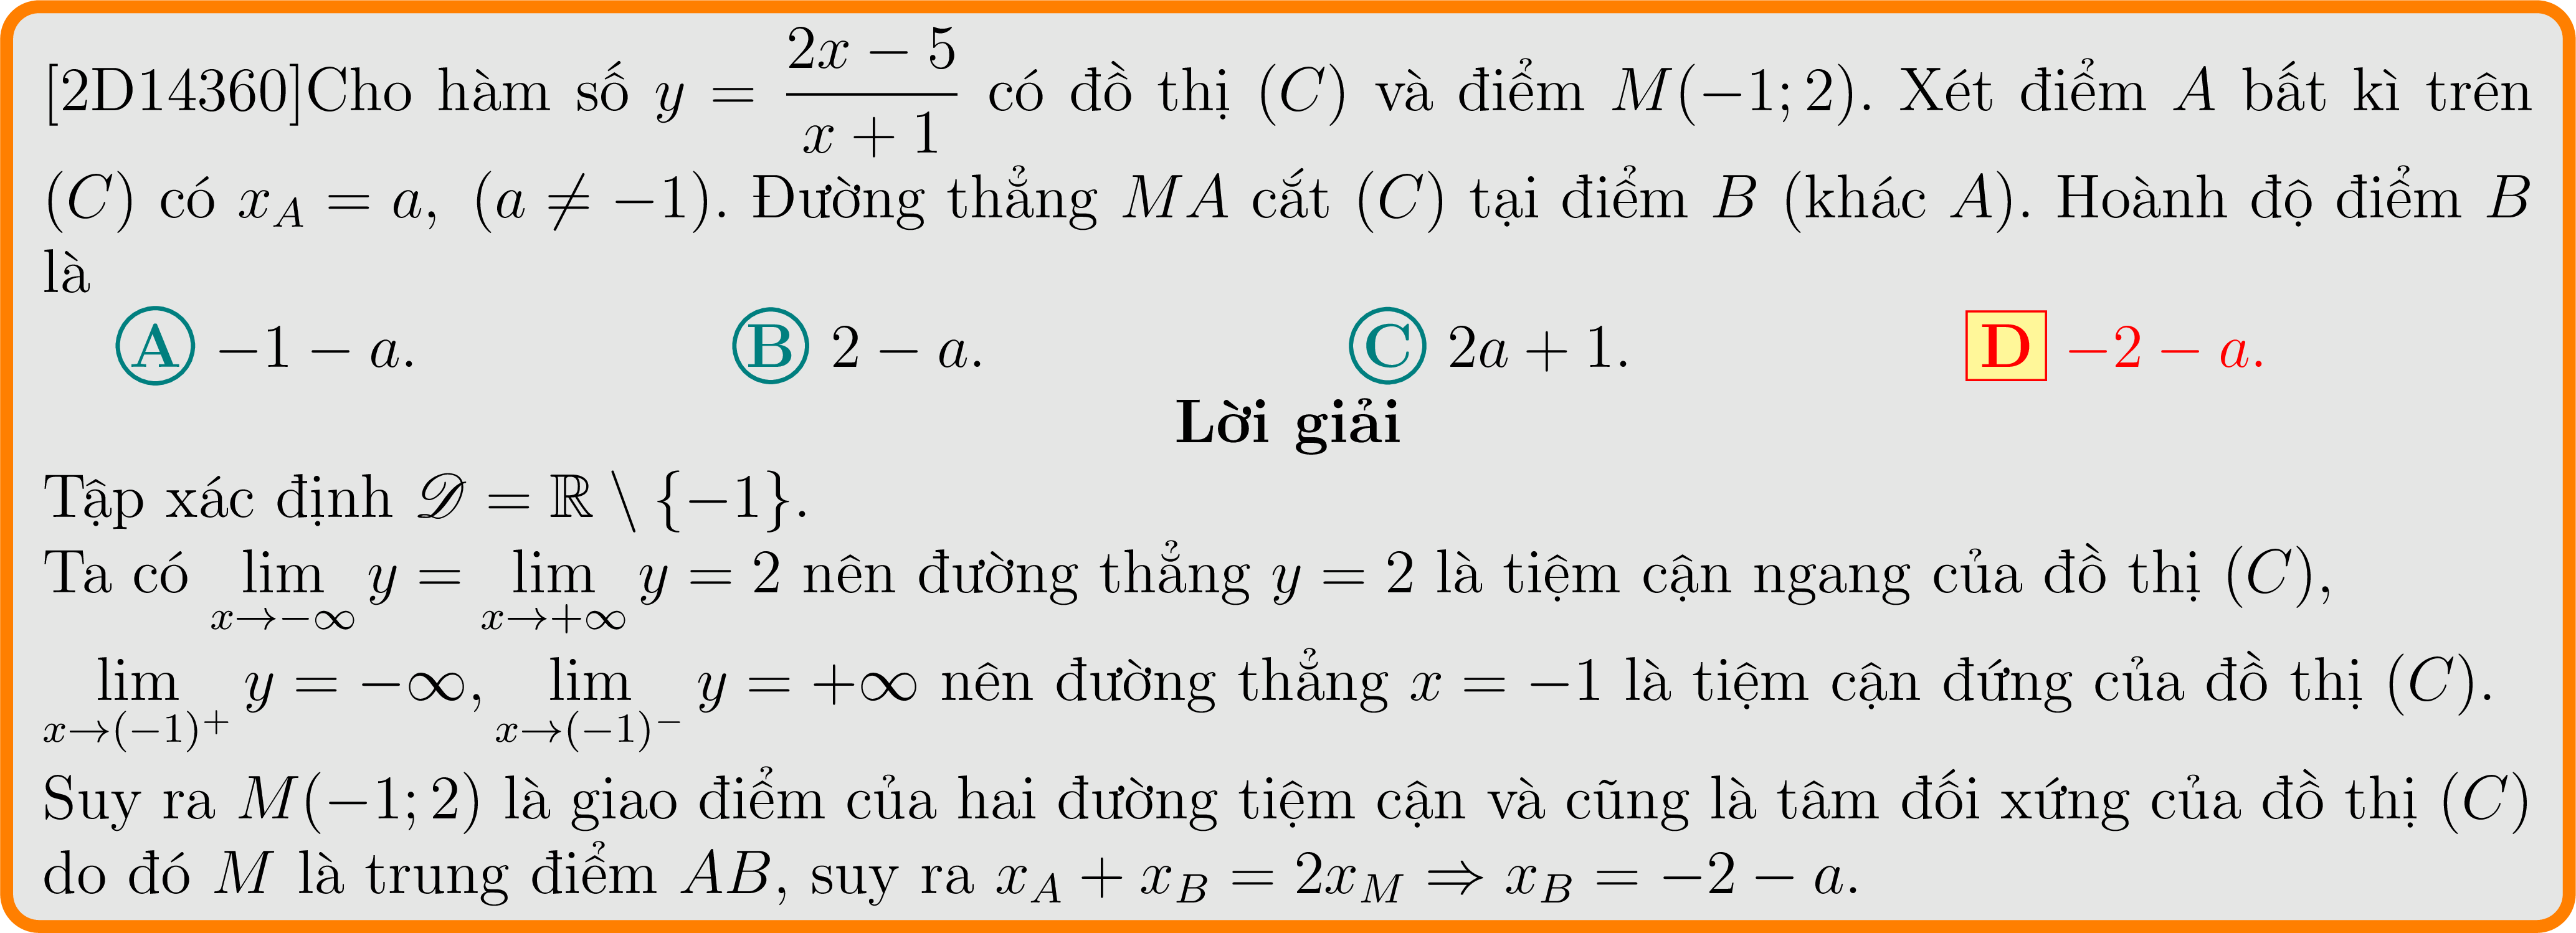 [2D14360]Cho hàm số $y = \dfrac{2x-5}{x+1}$ có đồ thị $(C)$ và điểm $M(-1;2)$. Xét điểm $A$ bất kì trên
$(C)$ có $x_A = a,\ (a \neq -1)$. Đường thẳng $MA$ cắt $(C)$ tại điểm $B$ (khác $A$). Hoành độ điểm $B$
là
A $-1-a$. B $2-a$. C $2a+1$. D $-2-a$.
Lời giải
Tập xác định $\mathscr{D} = \mathbb{R} \setminus \{-1\}$.
Ta có $\lim\limits_{x \to -\infty} y = \lim\limits_{x \to +\infty} y = 2$ nên đường thẳng $y = 2$ là tiệm cận ngang của đồ thị $(C)$,
$\lim\limits_{x \to (-1)^+} y = -\infty, \lim\limits_{x \to (-1)^-} y = +\infty$ nên đường thẳng $x = -1$ là tiệm cận đứng của đồ thị $(C)$.
Suy ra $M(-1;2)$ là giao điểm của hai đường tiệm cận và cũng là tâm đối xứng của đồ thị $(C)$
do đó $M$ là trung điểm $AB$, suy ra $x_A + x_B = 2x_M \Rightarrow x_B = -2-a$.